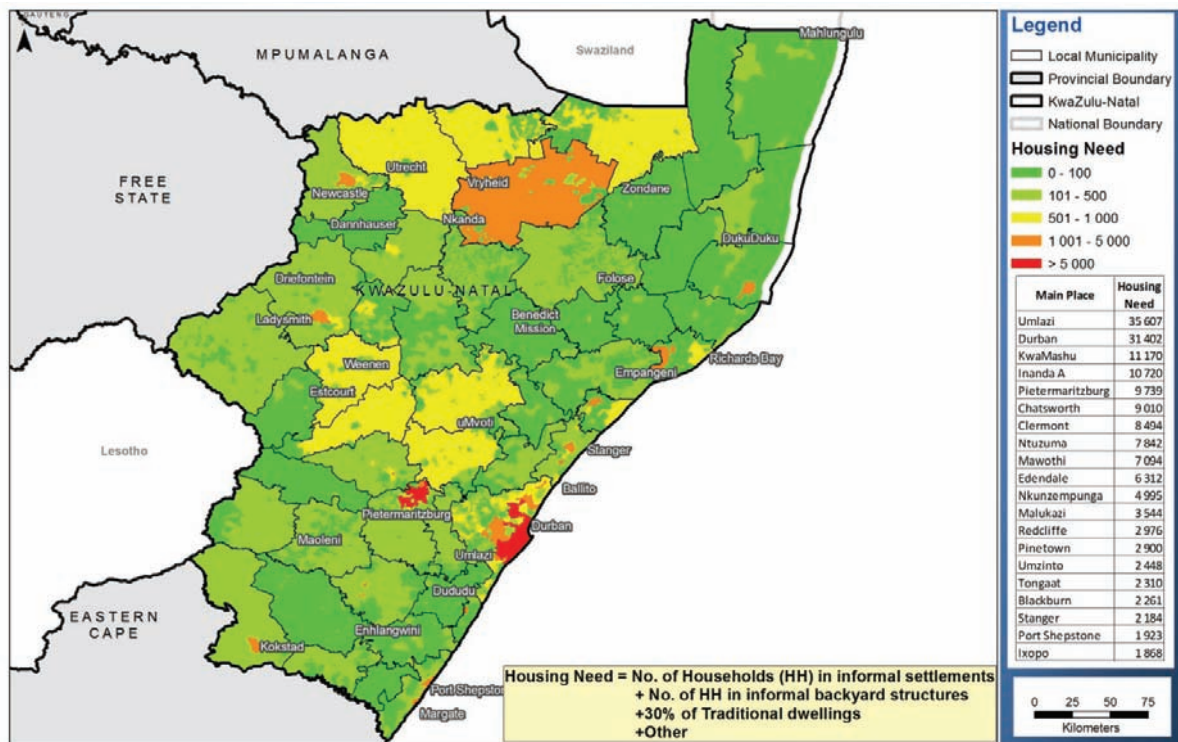 GAUTENG
MPUMALANGA
Swaziland
Mahlungulu
FREE
STATE
Utrecht
Newcastle
Vryheid
Zondane
Dannhauser
Nkanda
DukuDuku
Driefontein
Folose
KWAZULU-NATAL
Ladysmith
Benedict
Mission
Weenen
Richards Bay
Empangeni
Estcourt
uMvoti
Lesotho
Stanger
Ballito
Pietermaritzburg
Durban
Maoleni
Umlazi
Dududu
EASTERN
CAPE
Enhlangwini
Kokstad
Port Shepston
Margate
Housing Need = No. of Households (HH) in informal settlements
+ No. of HH in informal backyard structures
+30% of Traditional dwellings
+Other
Legend
Local Municipality
Provincial Boundary
KwaZulu-Natal
National Boundary
Housing Need
0 - 100
101 - 500
501 - 1 000
1 001 - 5 000
> 5 000
Main Place Housing Need
Umlazi 35 607
Durban 31 402
KwaMashu 11 170
Inanda A 10 720
Pietermaritzburg 9 739
Chatsworth 9 010
Clermont 8 494
Ntuzuma 7 842
Mawothi 7 094
Edendale 6 312
Nkunzempunga 4 995
Malukazi 3 544
Redcliffe 2 976
Pinetown 2 900
Umzinto 2 448
Tongaat 2 310
Blackburn 2 261
Stanger 2 184
Port Shepstone 1 923
Ixopo 1 868
0 25 50 75
Kilometers